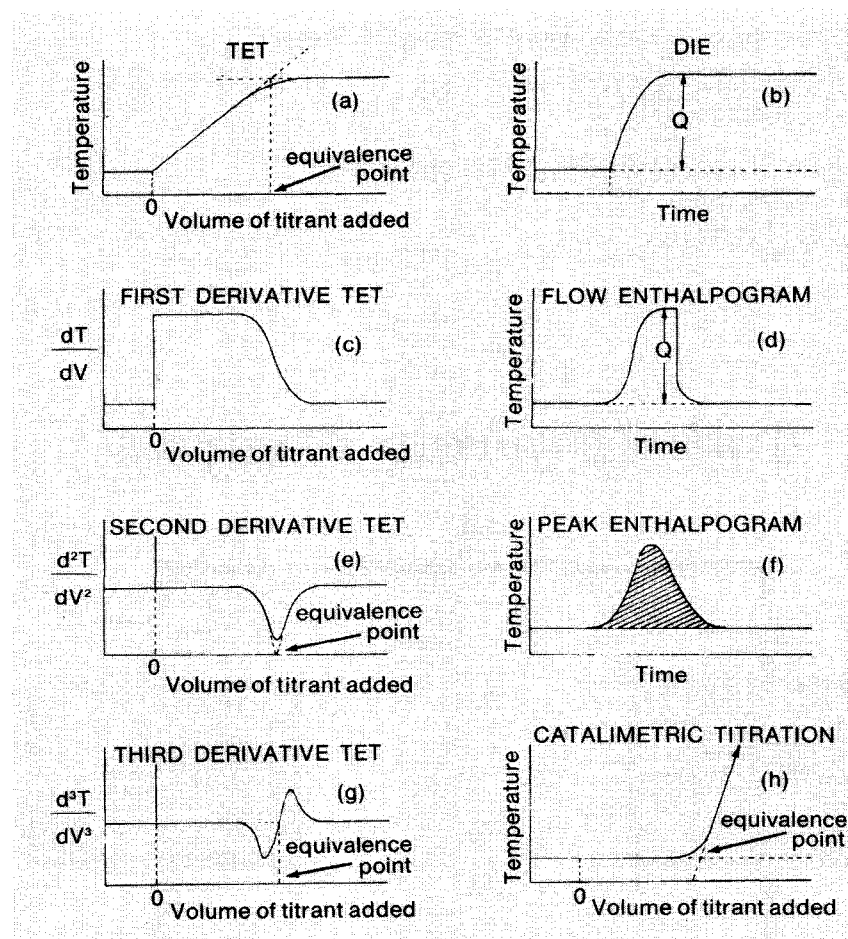 TET
Temperature
(a)
equivalence
point
0
Volume of titrant added
DIE
Temperature
(b)
Q
Time
FIRST DERIVATIVE TET
dT
dV
(c)
0
Volume of titrant added
FLOW ENTHALPOGRAM
Temperature
(d)
Q
Time
SECOND DERIVATIVE TET
d²T
dV²
(e)
equivalence
point
0
Volume of titrant added
PEAK ENTHALPOGRAM
Temperature
(f)
Time
THIRD DERIVATIVE TET
d³T
dV³
(g)
equivalence
point
0
Volume of titrant added
CATALIMETRIC TITRATION
Temperature
(h)
equivalence
point
0
Volume of titrant added